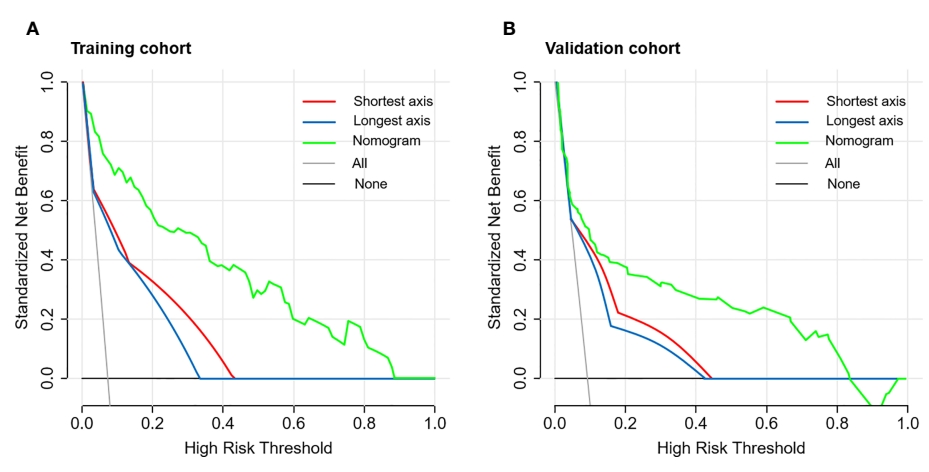 A
Training cohort
Standardized Net Benefit
1.0
0.8
0.6
0.4
0.2
0.0
Shortest axis
Longest axis
Nomogram
All
None
0.0 0.2 0.4 0.6 0.8 1.0
High Risk Threshold
B
Validation cohort
Standardized Net Benefit
1.0
0.8
0.6
0.4
0.2
0.0
Shortest axis
Longest axis
Nomogram
All
None
0.0 0.2 0.4 0.6 0.8 1.0
High Risk Threshold